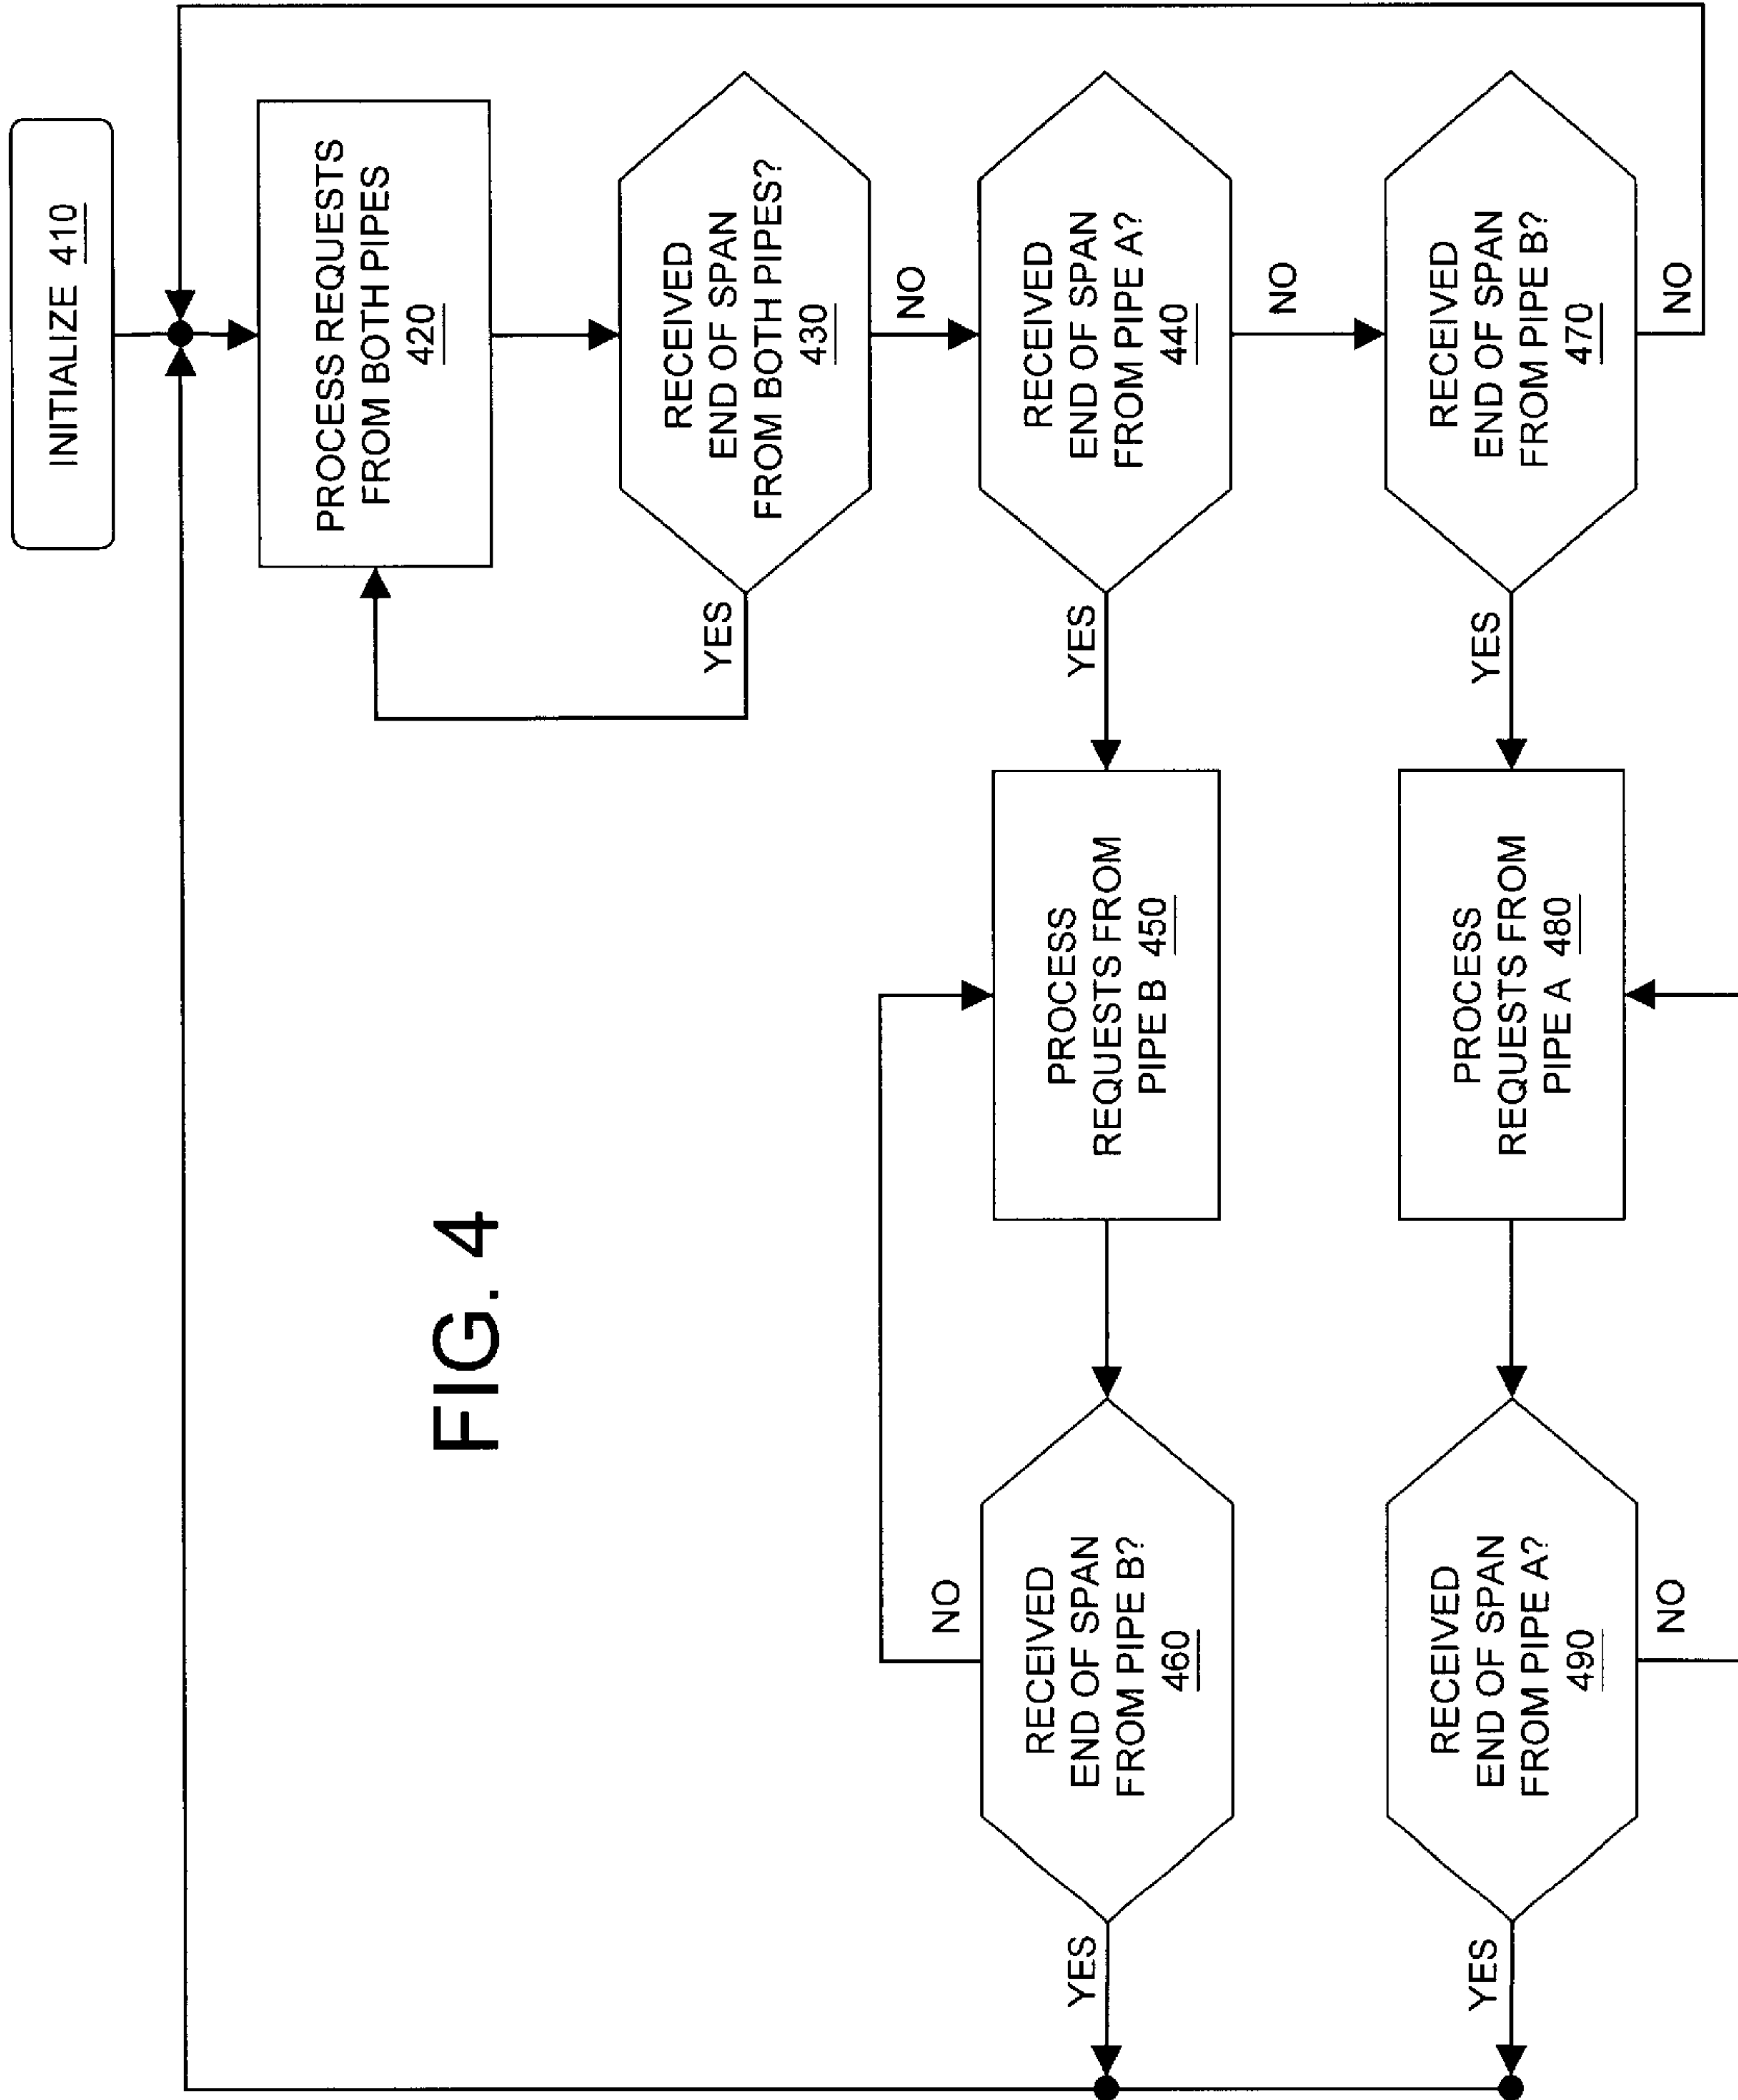 INITIALIZE 410
PROCESS REQUESTS
FROM BOTH PIPES
420
RECEIVED
END OF SPAN
FROM BOTH PIPES?
430
YES
NO
RECEIVED
END OF SPAN
FROM PIPE A?
440
YES
NO
PROCESS
REQUESTS FROM
PIPE B 450
RECEIVED
END OF SPAN
FROM PIPE B?
460
NO
YES
RECEIVED
END OF SPAN
FROM PIPE B?
470
YES
NO
PROCESS
REQUESTS FROM
PIPE A 480
RECEIVED
END OF SPAN
FROM PIPE A?
490
NO
YES
FIG. 4